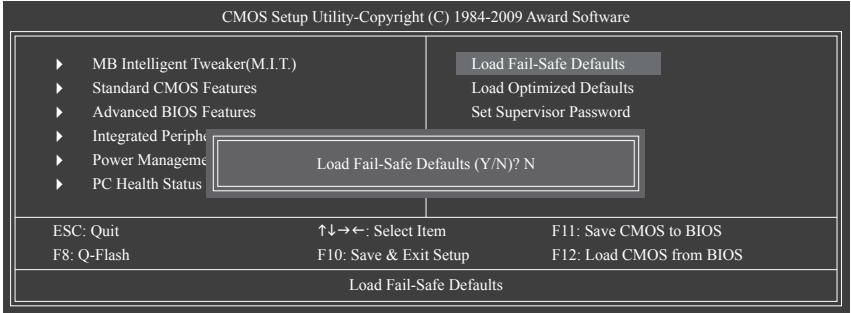 CMOS Setup Utility-Copyright (C) 1984-2009 Award Software
MB Intelligent Tweaker(M.I.T.)
Standard CMOS Features
Advanced BIOS Features
Integrated
Power
PC Health Status
Load Fail-Safe Defaults
Load Optimized Defaults
Set Supervisor Password
Load Fail-Safe Defaults (Y/N)? N
ESC: Quit
↑↓→←: Select Item
F11: Save CMOS to BIOS
F8: Q-Flash
F10: Save & Exit Setup
F12: Load CMOS from BIOS
Load Fail-Safe Defaults